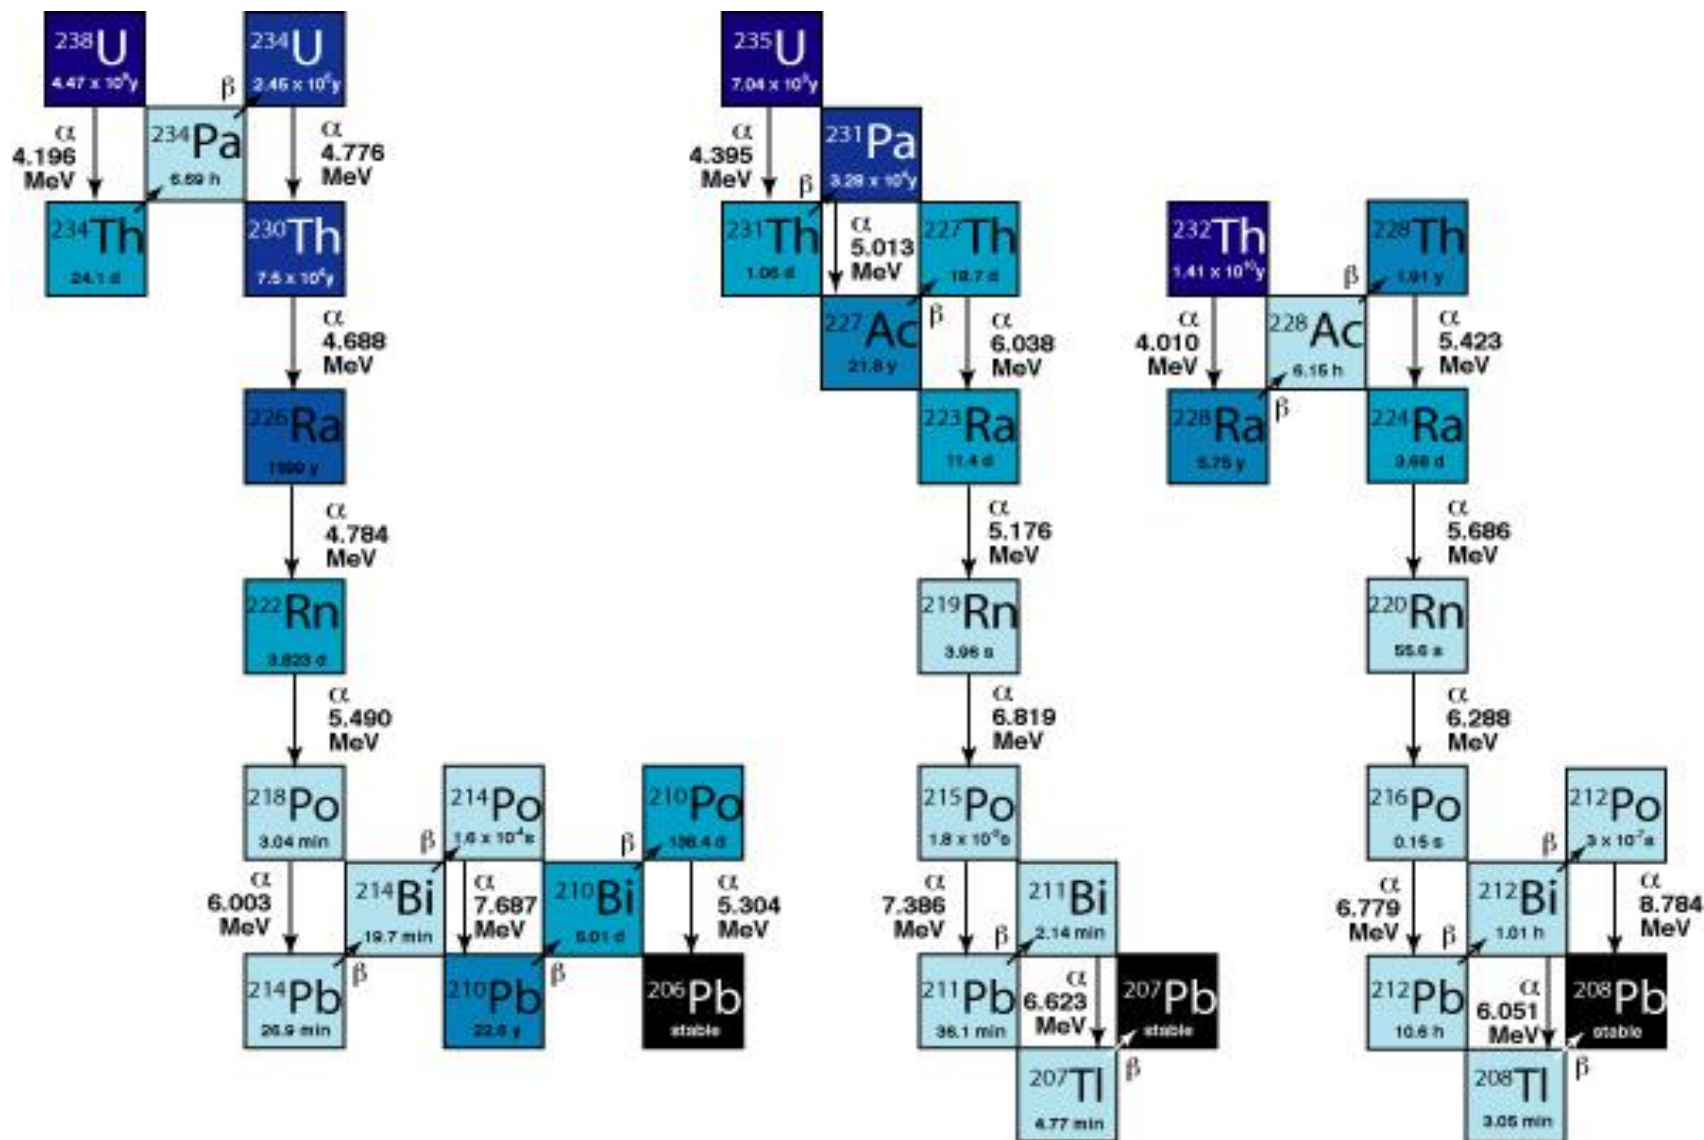 238U
4.47 x 10⁹y
α
4.196
MeV
234Th
24.1 d
β
234Pa
6.69 h
β
234U
2.45 x 10⁵y
α
4.776
MeV
230Th
7.5 x 10⁴y
α
4.688
MeV
226Ra
1599 y
α
4.784
MeV
222Rn
3.823 d
α
5.490
MeV
218Po
3.04 min
α
6.003
MeV
214Pb
26.9 min
β
214Bi
19.7 min
β
214Po
1.6 x 10⁻⁴s
α
7.687
MeV
210Pb
22.6 y
β
210Bi
5.01 d
β
210Po
138.4 d
α
5.304
MeV
206Pb
stable
235U
α
4.395
MeV
231Th
1.06 d
β
231Pa
3.28 x 10⁴y
α
5.013
MeV
227Ac
21.8 y
β
227Th
18.7 d
α
6.038
MeV
223Ra
11.4 d
α
5.176
MeV
219Rn
3.96 s
α
6.819
MeV
215Po
α
7.386
MeV
211Pb
36.1 min
β
211Bi
2.14 min
α
6.623
MeV
207Tl
4.77 min
β
207Pb
stable
232Th
1.41 x 10¹⁰y
α
4.010
MeV
228Ra
5.75 y
β
228Ac
6.15 h
β
228Th
1.91 y
α
5.423
MeV
224Ra
3.66 d
α
5.686
MeV
220Rn
55.6 s
α
6.288
MeV
216Po
0.15 s
α
6.779
MeV
212Pb
10.6 h
β
212Bi
1.01 h
β
212Po
3 x 10⁻⁷s
α
8.784
MeV
α
6.051
MeV
208Tl
3.05 min
β
208Pb
stable